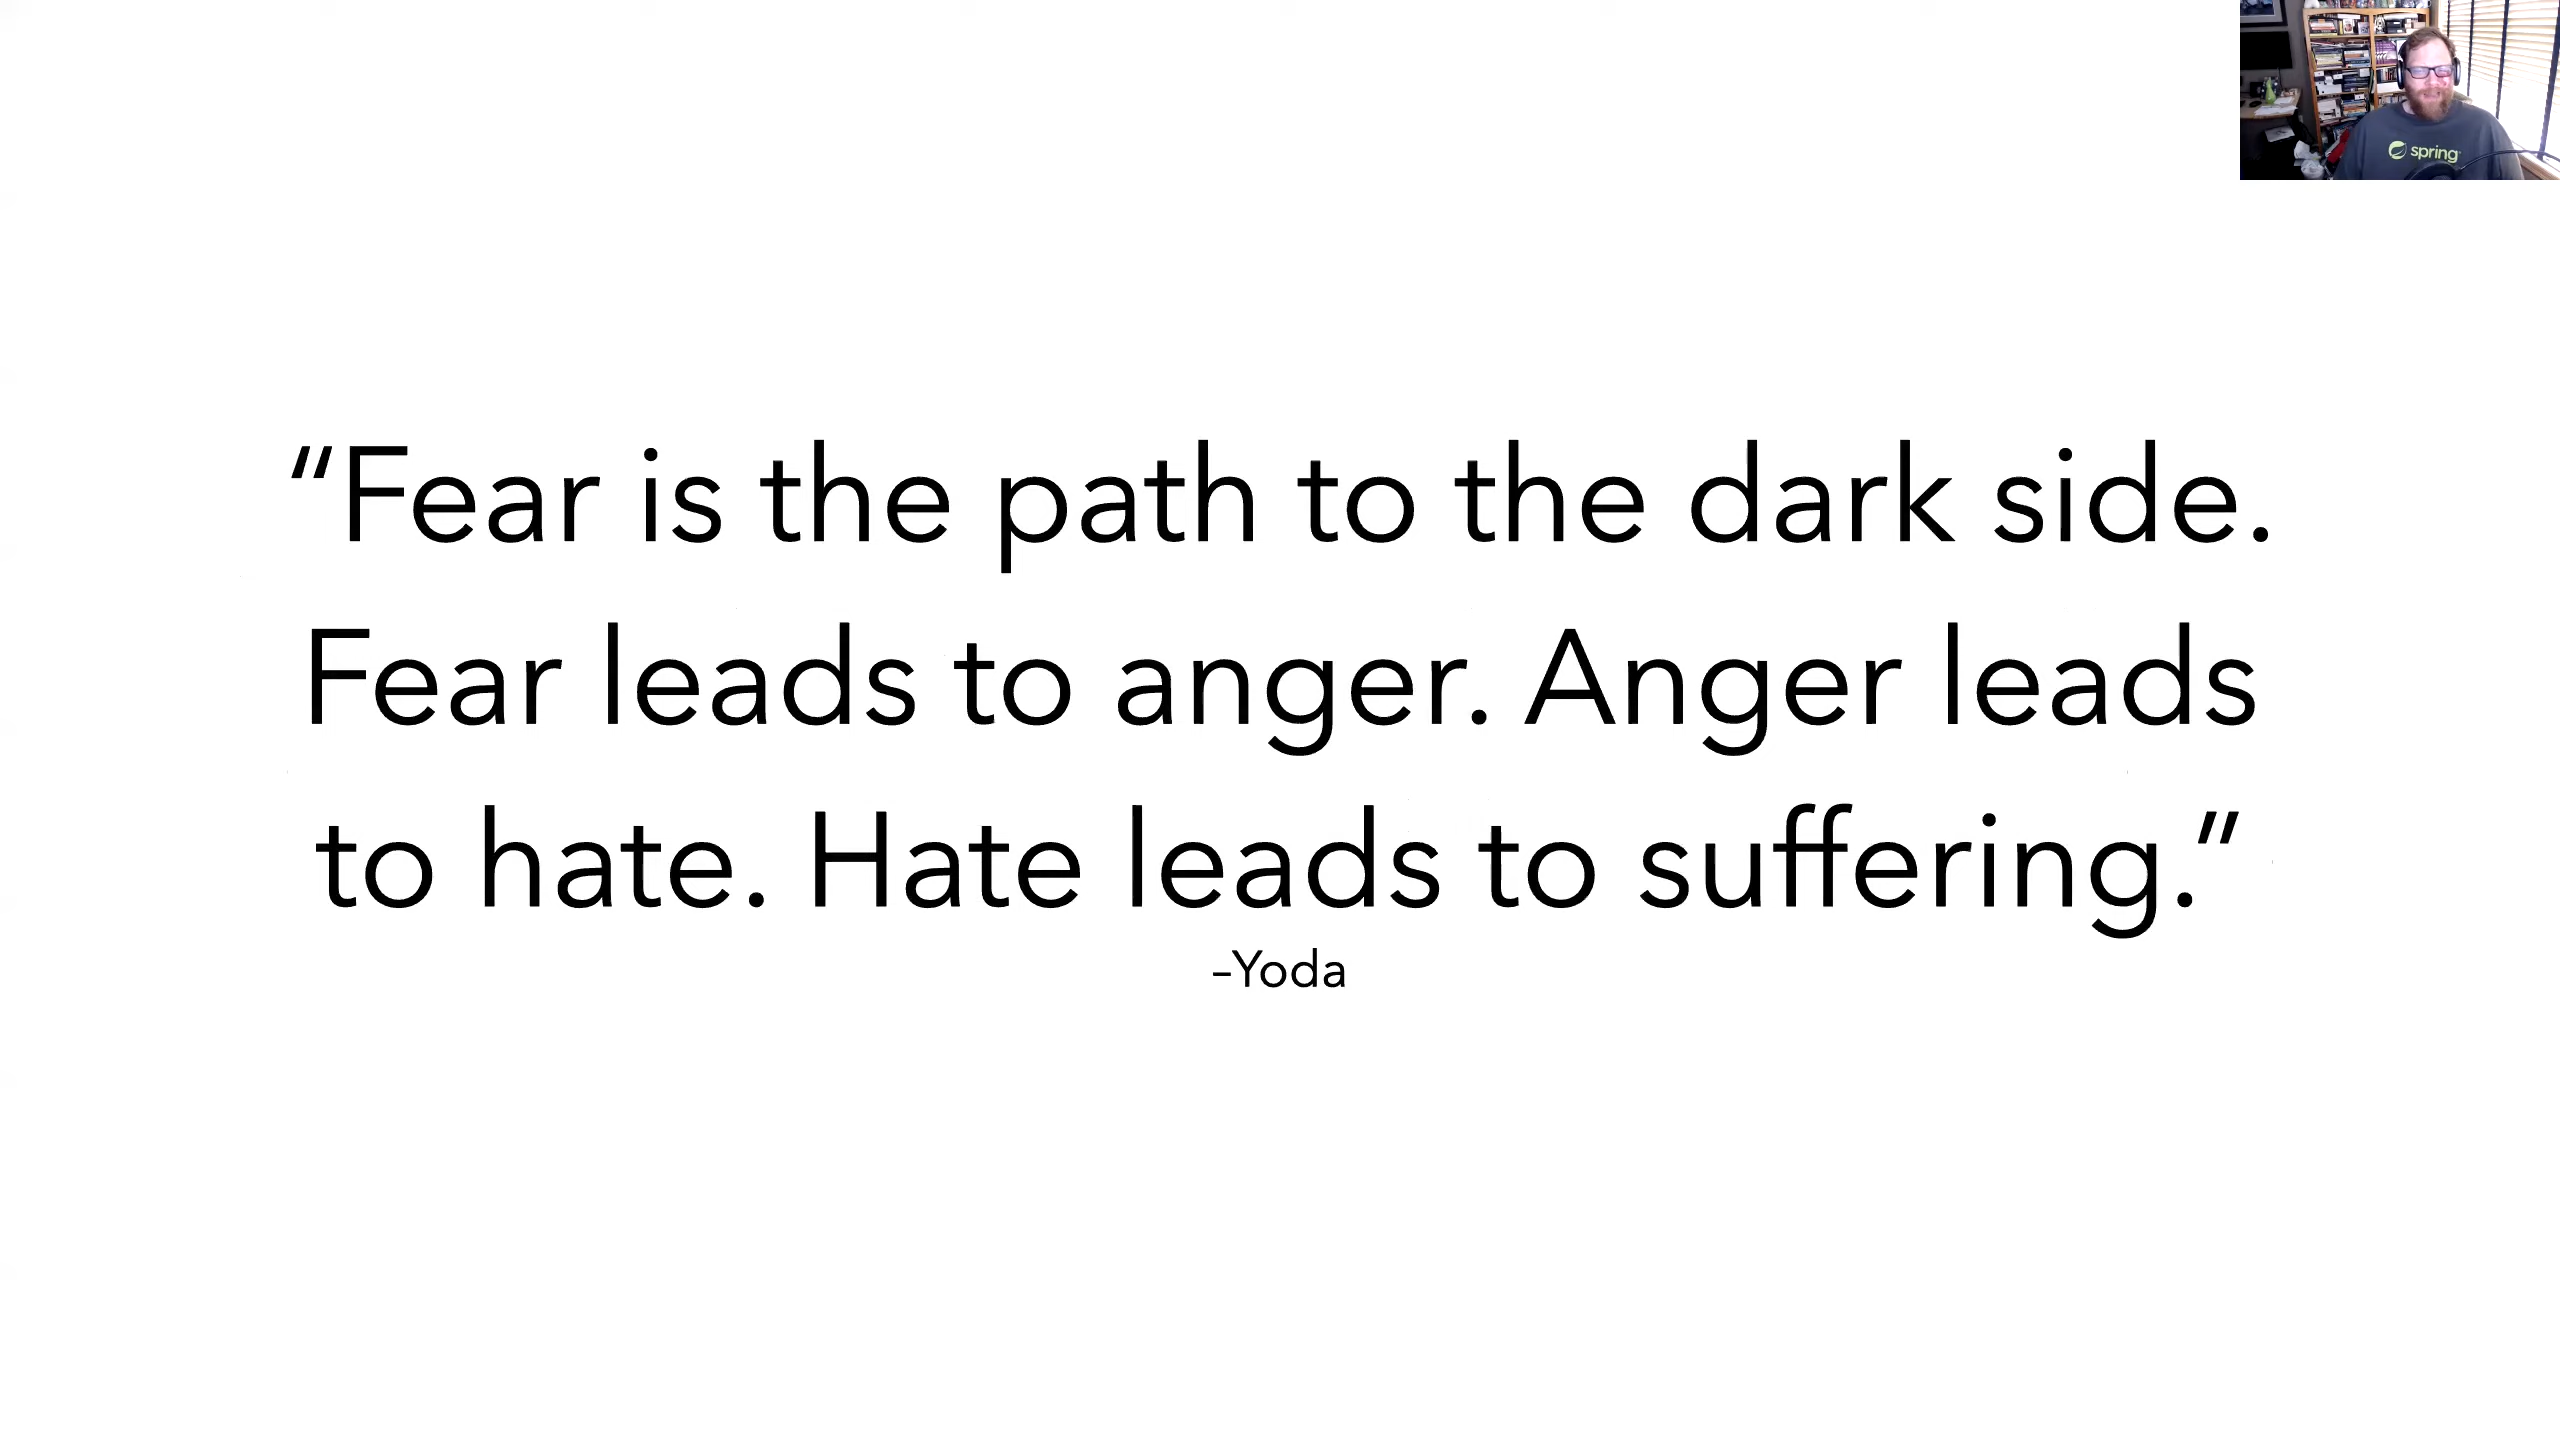 spring
“Fear is the path to the dark side.
Fear leads to anger. Anger leads
to hate. Hate leads to suffering.”
–Yoda